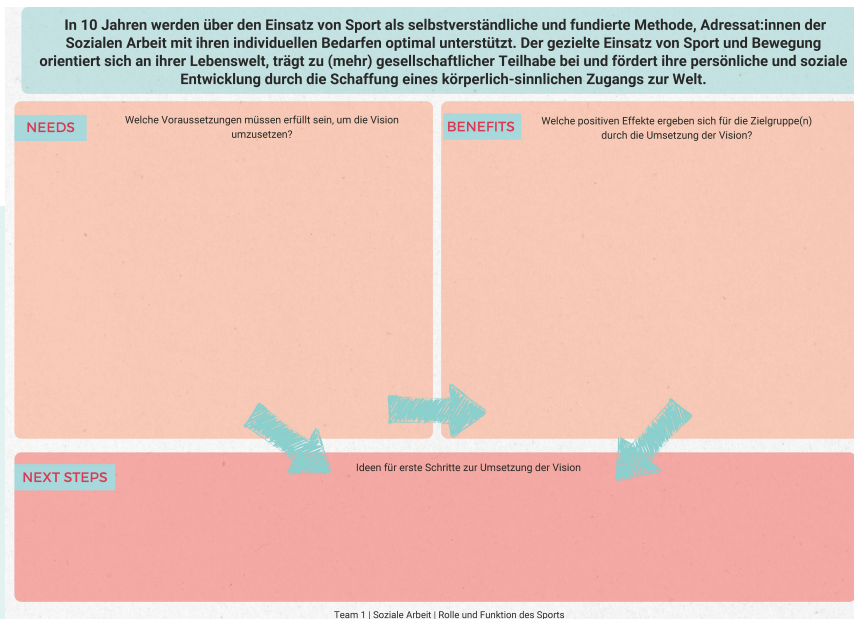 In 10 Jahren werden über den Einsatz von Sport als selbstverständliche und fundierte Methode, Adressat:innen der
Sozialen Arbeit mit ihren individuellen Bedarfen optimal unterstützt. Der gezielte Einsatz von Sport und Bewegung
orientiert sich an ihrer Lebenswelt, trägt zu (mehr) gesellschaftlicher Teilhabe bei und fördert ihre persönliche und soziale
Entwicklung durch die Schaffung eines körperlich-sinnlichen Zugangs zur Welt.
NEEDS
Welche Voraussetzungen müssen erfüllt sein, um die Vision
umzusetzen?
BENEFITS
Welche positiven Effekte ergeben sich für die Zielgruppe(n)
durch die Umsetzung der Vision?
NEXT STEPS
Ideen für erste Schritte zur Umsetzung der Vision
Team 1 | Soziale Arbeit | Rolle und Funktion des Sports